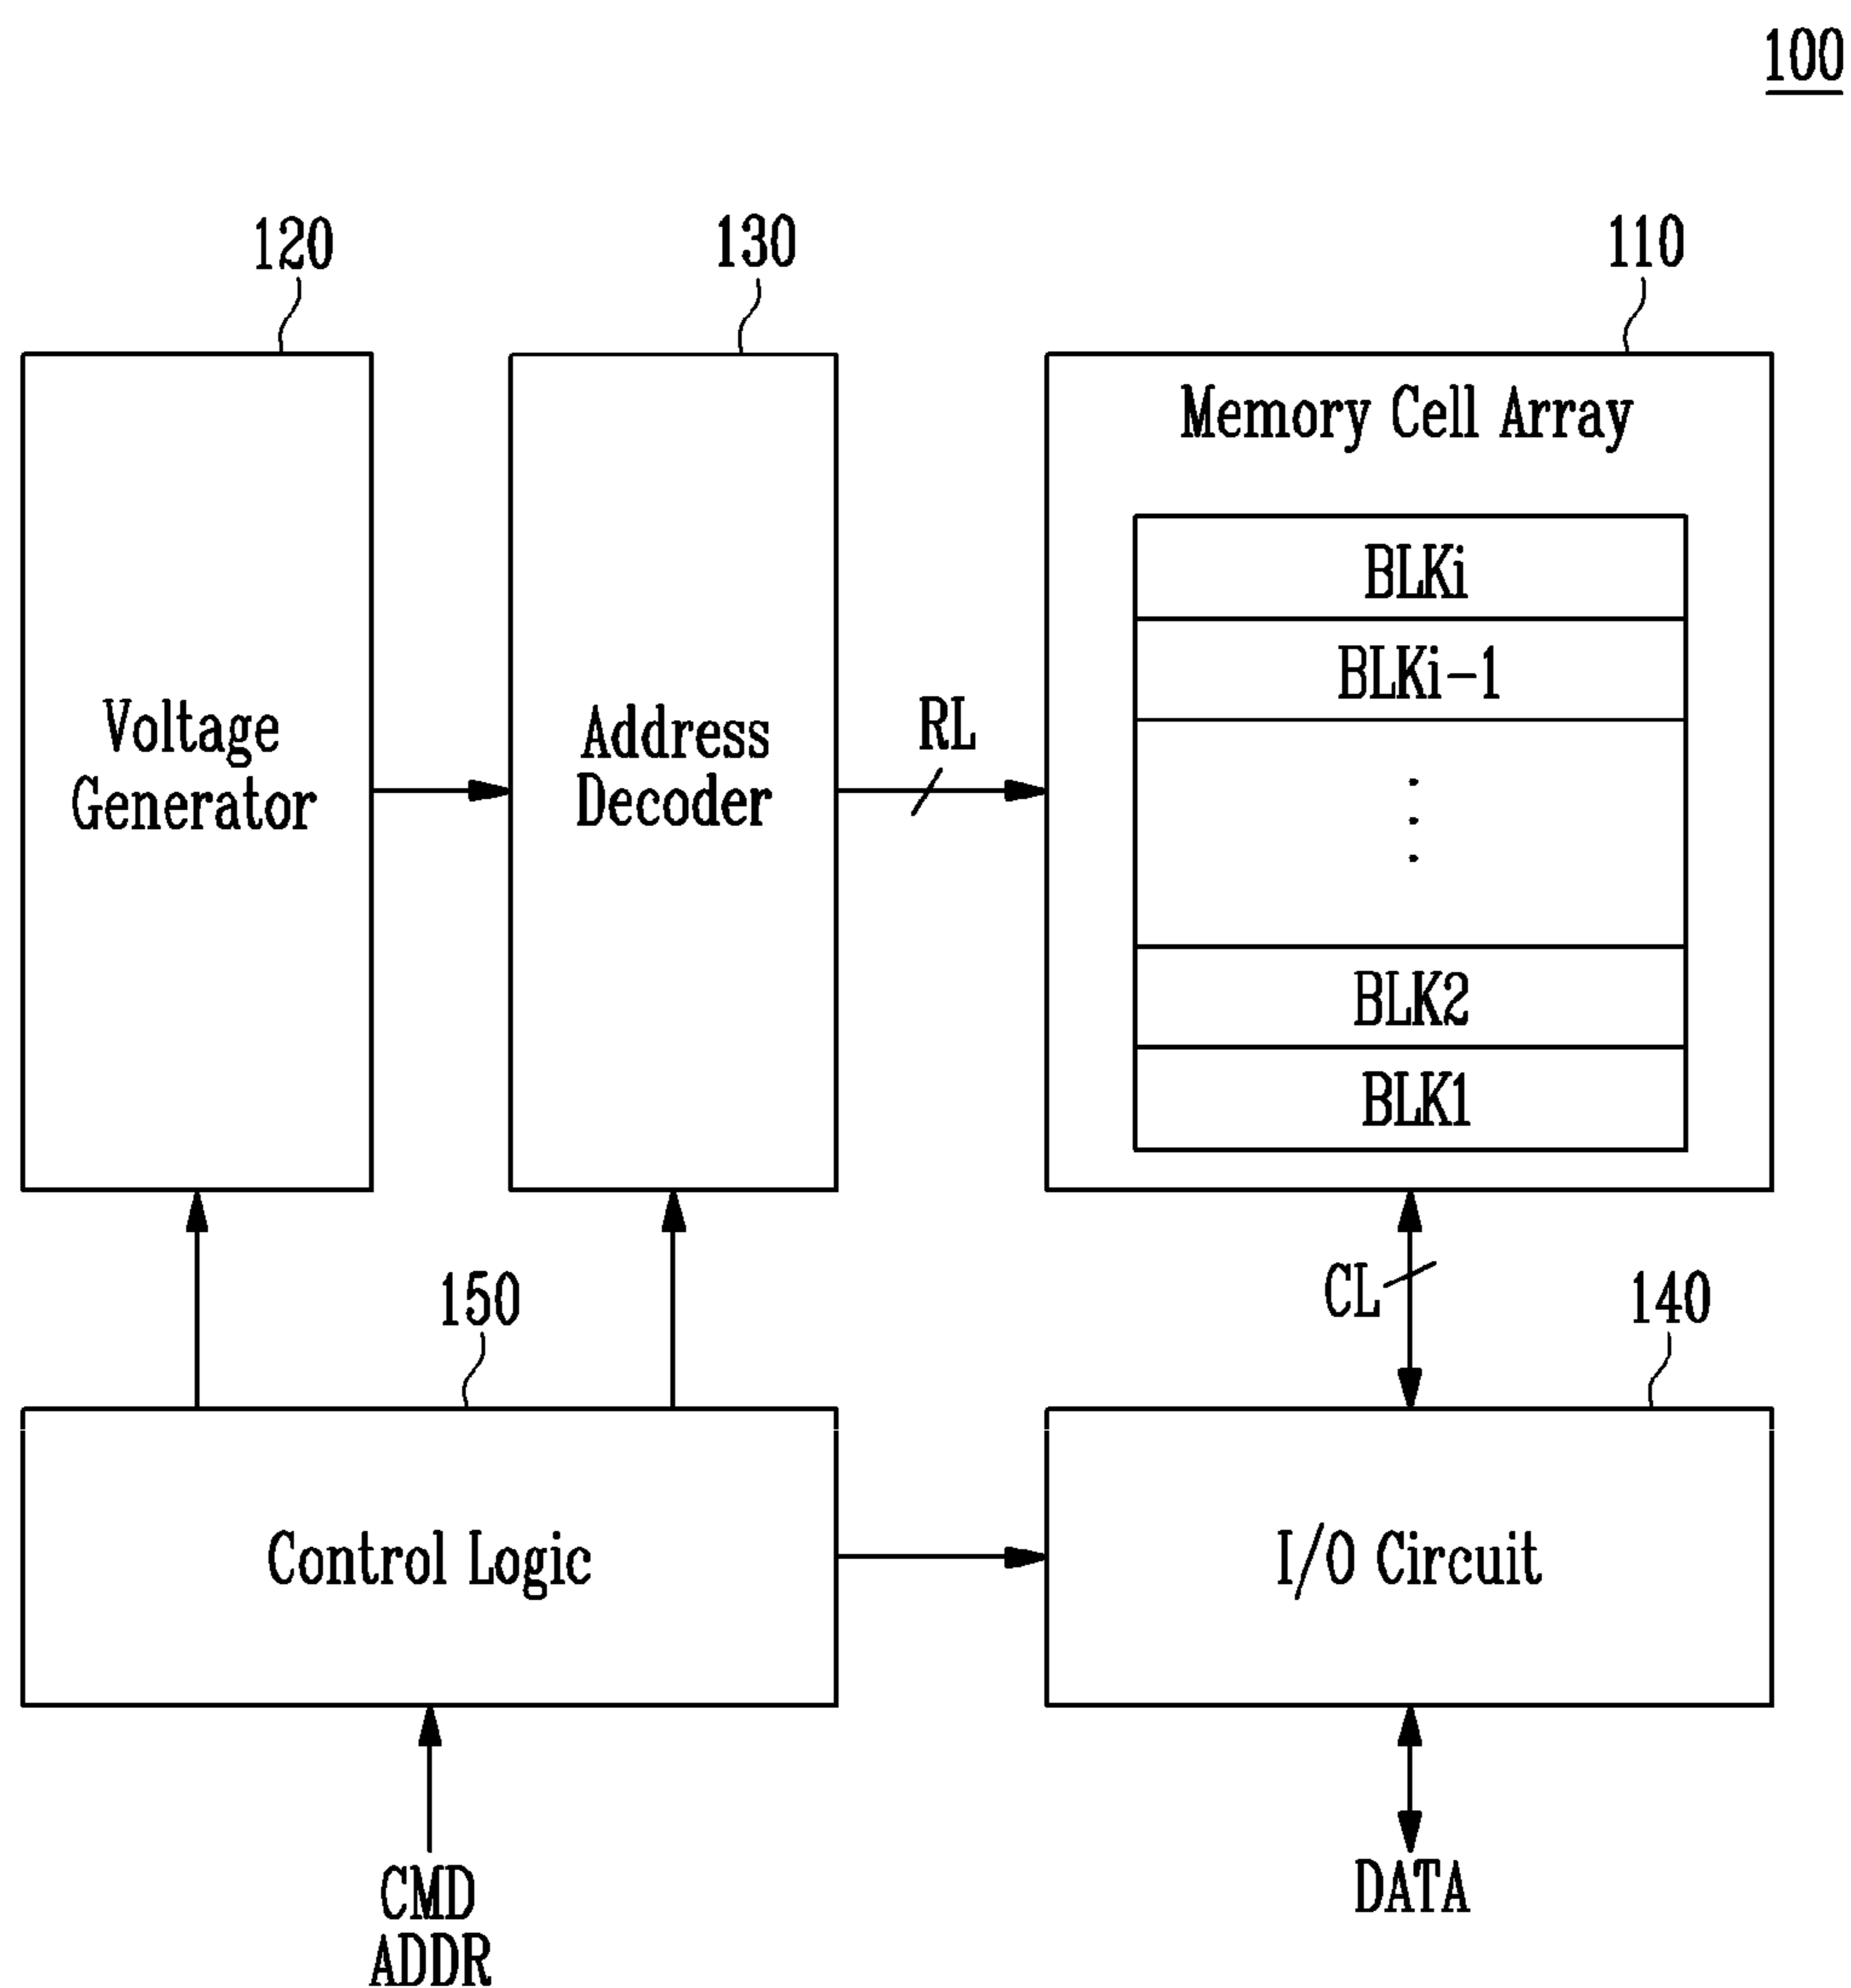 100
120
130
110
Memory Cell Array
BLKi
BLKi-1
Voltage
Generator
Address
Decoder
RL
BLK2
BLK1
150
CL
140
Control Logic
I/O Circuit
CMD
ADDR
DATA